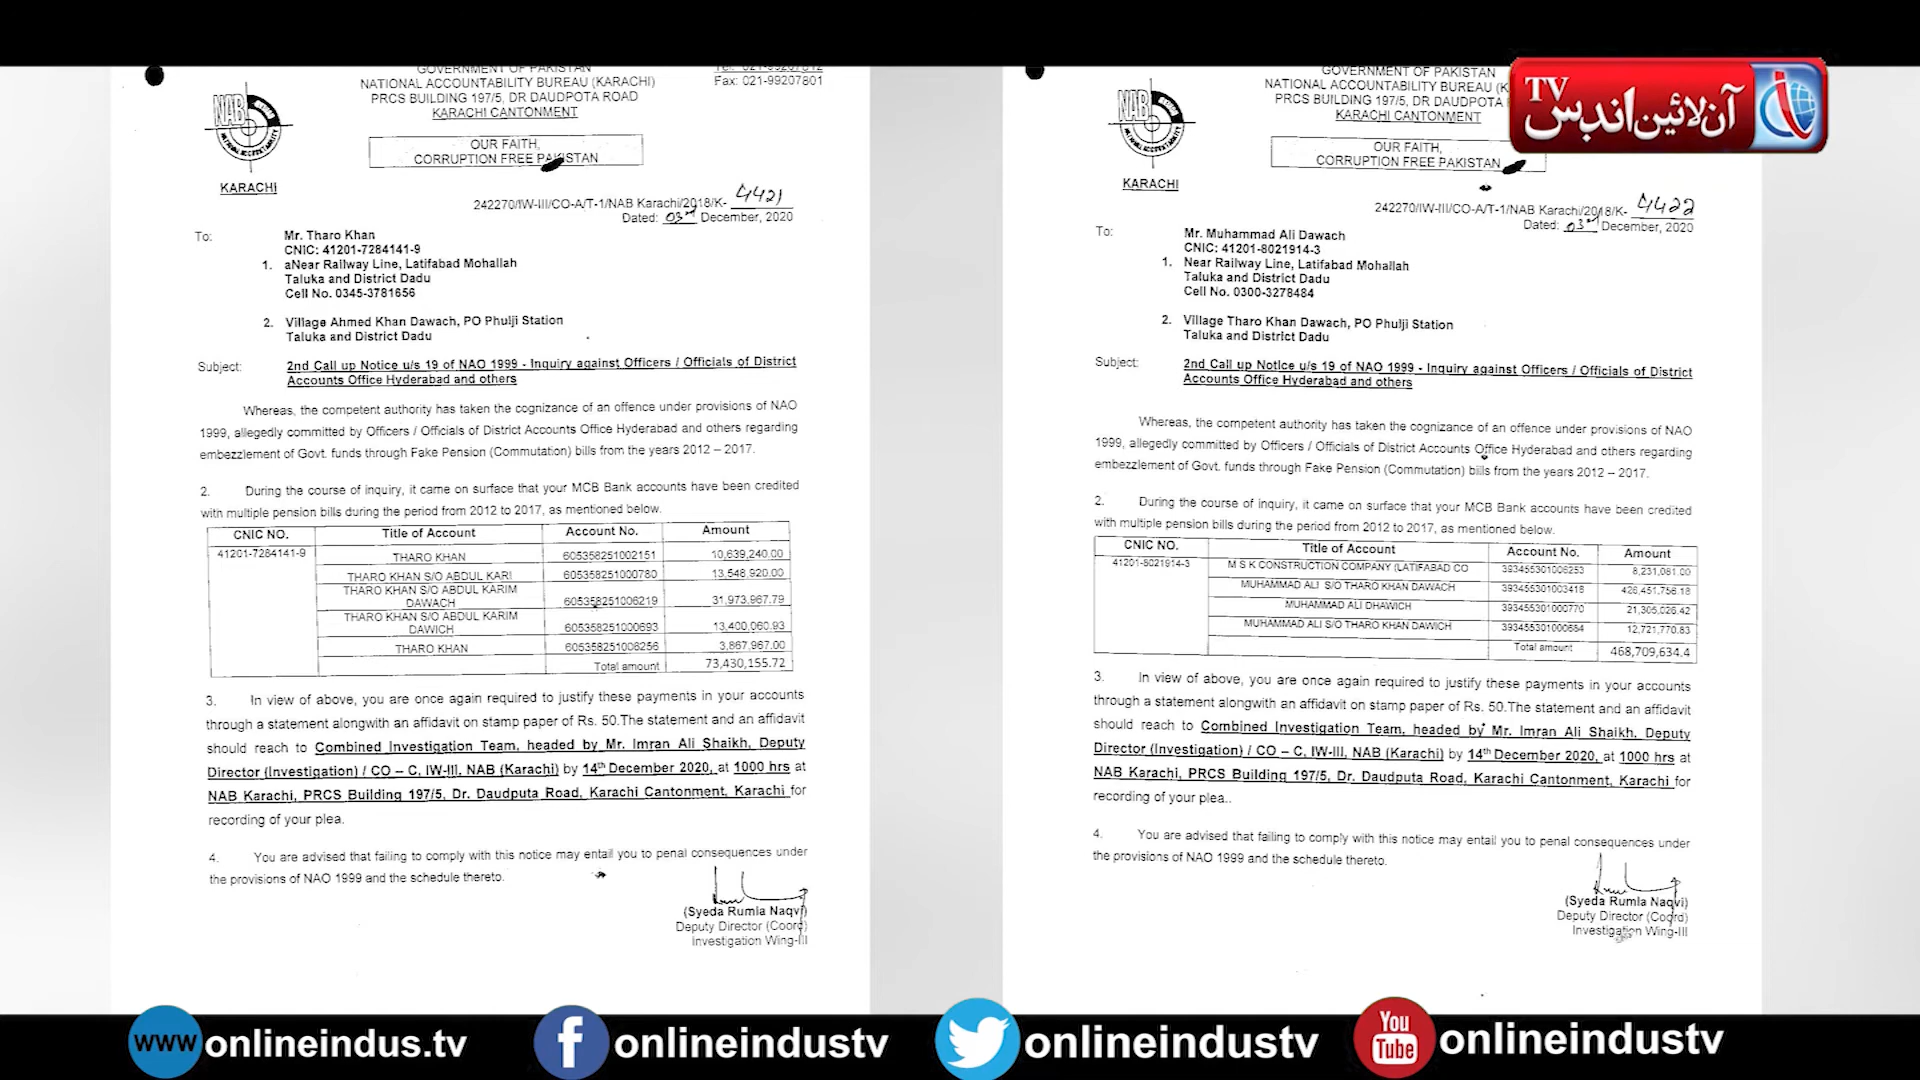 GOVERNMENT OF PAKISTAN
NATIONAL ACCOUNTABILITY BUREAU (KARACHI)
PRCS BUILDING 197/5, DR DAUDPOTA ROAD
KARACHI CANTONMENT
Fax: 021-99207801
NAB
KARACHI
OUR FAITH,
CORRUPTION FREE PAKISTAN
242270/IW-III/CO-A/T-1/NAB Karachi/2018/K- 4421
Dated: 03rd December, 2020
To:
Mr. Tharo Khan
CNIC: 41201-7284141-9
1. aNear Railway Line, Latifabad Mohallah
Taluka and District Dadu
Cell No. 0345-3781656
2. Village Ahmed Khan Dawach, PO Phulji Station
Taluka and District Dadu
Subject: 2nd Call up Notice u/s 19 of NAO 1999 - Inquiry against Officers / Officials of District
Accounts Office Hyderabad and others
Whereas, the competent authority has taken the cognizance of an offence under provisions of NAO
1999, allegedly committed by Officers / Officials of District Accounts Office Hyderabad and others regarding
embezzlement of Govt. funds through Fake Pension (Commutation) bills from the years 2012 – 2017.
2. During the course of inquiry, it came on surface that your MCB Bank accounts have been credited
with multiple pension bills during the period from 2012 to 2017, as mentioned below.
CNIC NO. Title of Account Account No. Amount
41201-7284141-9 THARO KHAN 605358251002151 10,639,240.00
THARO KHAN S/O ABDUL KARI 605358251000780 13,548,920.00
THARO KHAN S/O ABDUL KARIM
DAWACH 605358251006219 31,973,967.79
THARO KHAN S/O ABDUL KARIM
DAWICH 605358251000693 13,400,060.93
THARO KHAN 605358251008256 3,867,967.00
Total amount 73,430,155.72
3. In view of above, you are once again required to justify these payments in your accounts
through a statement alongwith an affidavit on stamp paper of Rs. 50.The statement and an affidavit
should reach to Combined Investigation Team, headed by Mr. Imran Ali Shaikh, Deputy
Director (Investigation) / CO – C, IW-III, NAB (Karachi) by 14th December 2020, at 1000 hrs at
NAB Karachi, PRCS Building 197/5, Dr. Daudputa Road, Karachi Cantonment, Karachi for
recording of your plea.
4. You are advised that failing to comply with this notice may entail you to penal consequences under
the provisions of NAO 1999 and the schedule thereto.
(Syeda Rumla Naqvi)
Deputy Director (Coord)
Investigation Wing-III
GOVERNMENT OF PAKISTAN
NATIONAL ACCOUNTABILITY BUREAU (K
PRCS BUILDING 197/5, DR DAUDPOTA
KARACHI CANTONMENT
NAB
KARACHI
OUR FAITH,
CORRUPTION FREE PAKISTAN
242270/IW-III/CO-A/T-1/NAB Karachi/2018/K- 4422
Dated: 03rd December, 2020
To:
Mr. Muhammad Ali Dawach
CNIC: 41201-8021914-3
1. Near Railway Line, Latifabad Mohallah
Taluka and District Dadu
Cell No. 0300-3278484
2. Village Tharo Khan Dawach, PO Phulji Station
Taluka and District Dadu
Subject: 2nd Call up Notice u/s 19 of NAO 1999 - Inquiry against Officers / Officials of District
Accounts Office Hyderabad and others
Whereas, the competent authority has taken the cognizance of an offence under provisions of NAO
1999, allegedly committed by Officers / Officials of District Accounts Office Hyderabad and others regarding
embezzlement of Govt. funds through Fake Pension (Commutation) bills from the years 2012 – 2017.
2. During the course of inquiry, it came on surface that your MCB Bank accounts have been credited
with multiple pension bills during the period from 2012 to 2017, as mentioned below.
CNIC NO. Title of Account Account No. Amount
41201-8021914-3 M S K CONSTRUCTION COMPANY (LATIFABAD CO 393455301006253 8,231,081.00
MUHAMMAD ALI S/O THARO KHAN DAWACH 393455301003418 426,451,756.18
MUHAMMAD ALI DHAWICH 393455301000770 21,305,026.42
MUHAMMAD ALI S/O THARO KHAN DAWICH 393455301000684 12,721,770.83
Total amount 468,709,634.4
3. In view of above, you are once again required to justify these payments in your accounts
through a statement alongwith an affidavit on stamp paper of Rs. 50.The statement and an affidavit
should reach to Combined Investigation Team, headed by Mr. Imran Ali Shaikh, Deputy
Director (Investigation) / CO – C, IW-III, NAB (Karachi) by 14th December 2020, at 1000 hrs at
NAB Karachi, PRCS Building 197/5, Dr. Daudputa Road, Karachi Cantonment, Karachi for
recording of your plea..
4. You are advised that failing to comply with this notice may entail you to penal consequences under
the provisions of NAO 1999 and the schedule thereto.
(Syeda Rumla Naqvi)
Deputy Director (Coord)
Investigation Wing-III
آن لائين انڊس TV
www onlineindus.tv
onlineindustv
onlineindustv
You Tube onlineindustv